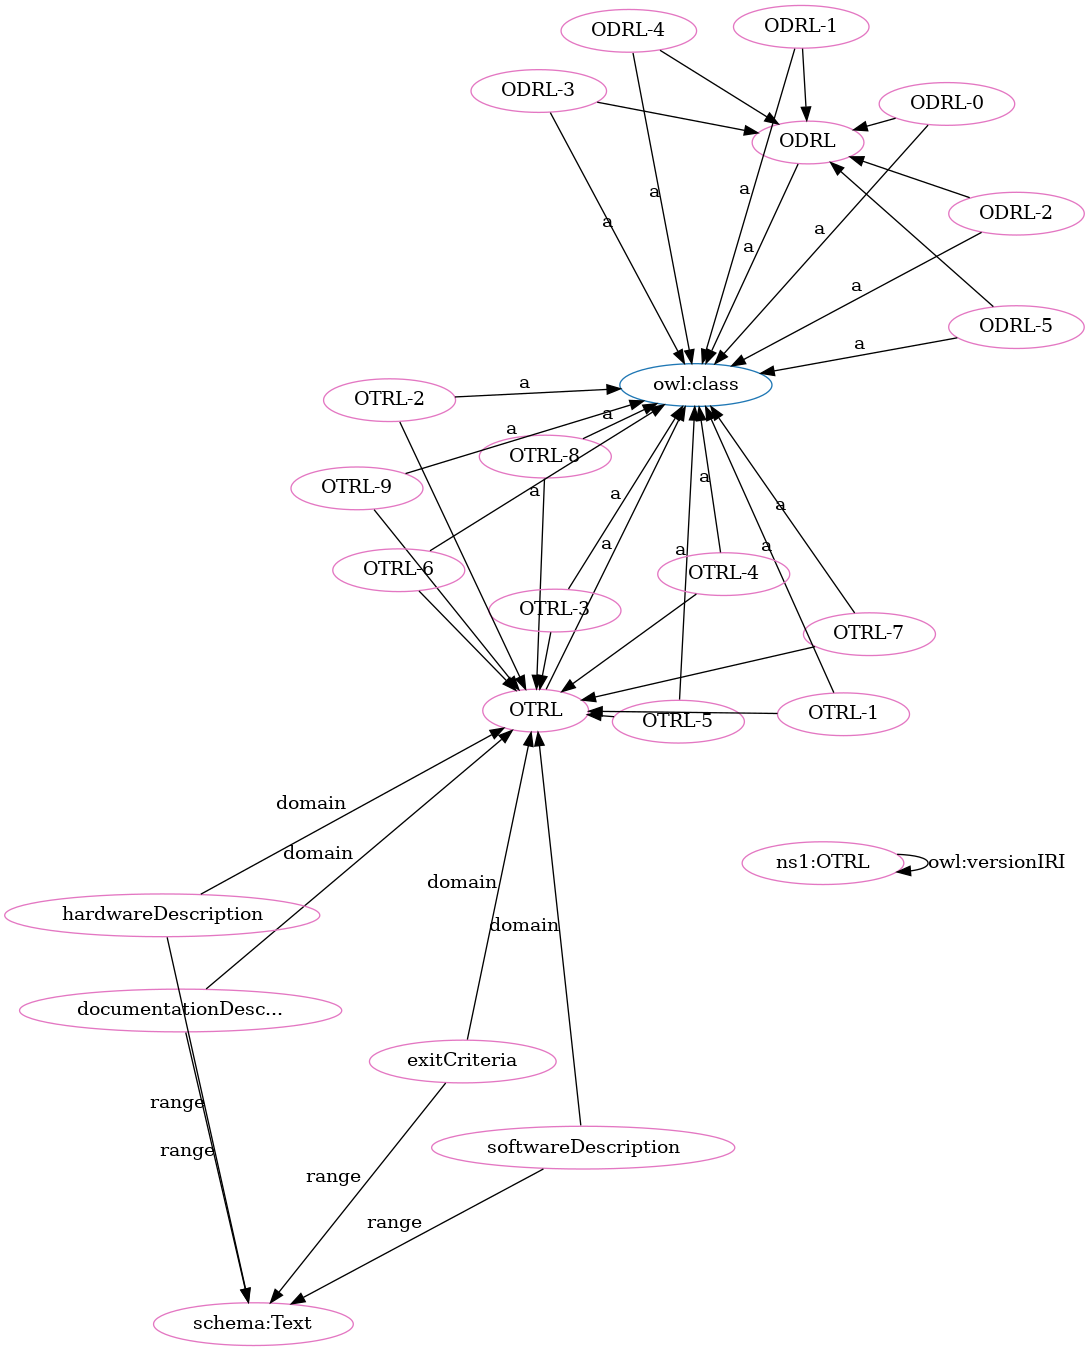 ODRL-4
ODRL-1
ODRL-3
ODRL-0
ODRL
a
a
ODRL-2
a
a
a
a
ODRL-5
a
owl:class
a
OTRL-2
a
a
OTRL-8
a
OTRL-9
a
a
a
a
a
a
OTRL-6
OTRL-4
OTRL-3
OTRL-7
OTRL
OTRL-5
OTRL-1
domain
domain
ns1:OTRL
owl:versionIRI
domain
hardwareDescription
domain
documentationDesc...
exitCriteria
range
softwareDescription
range
range
range
schema:Text